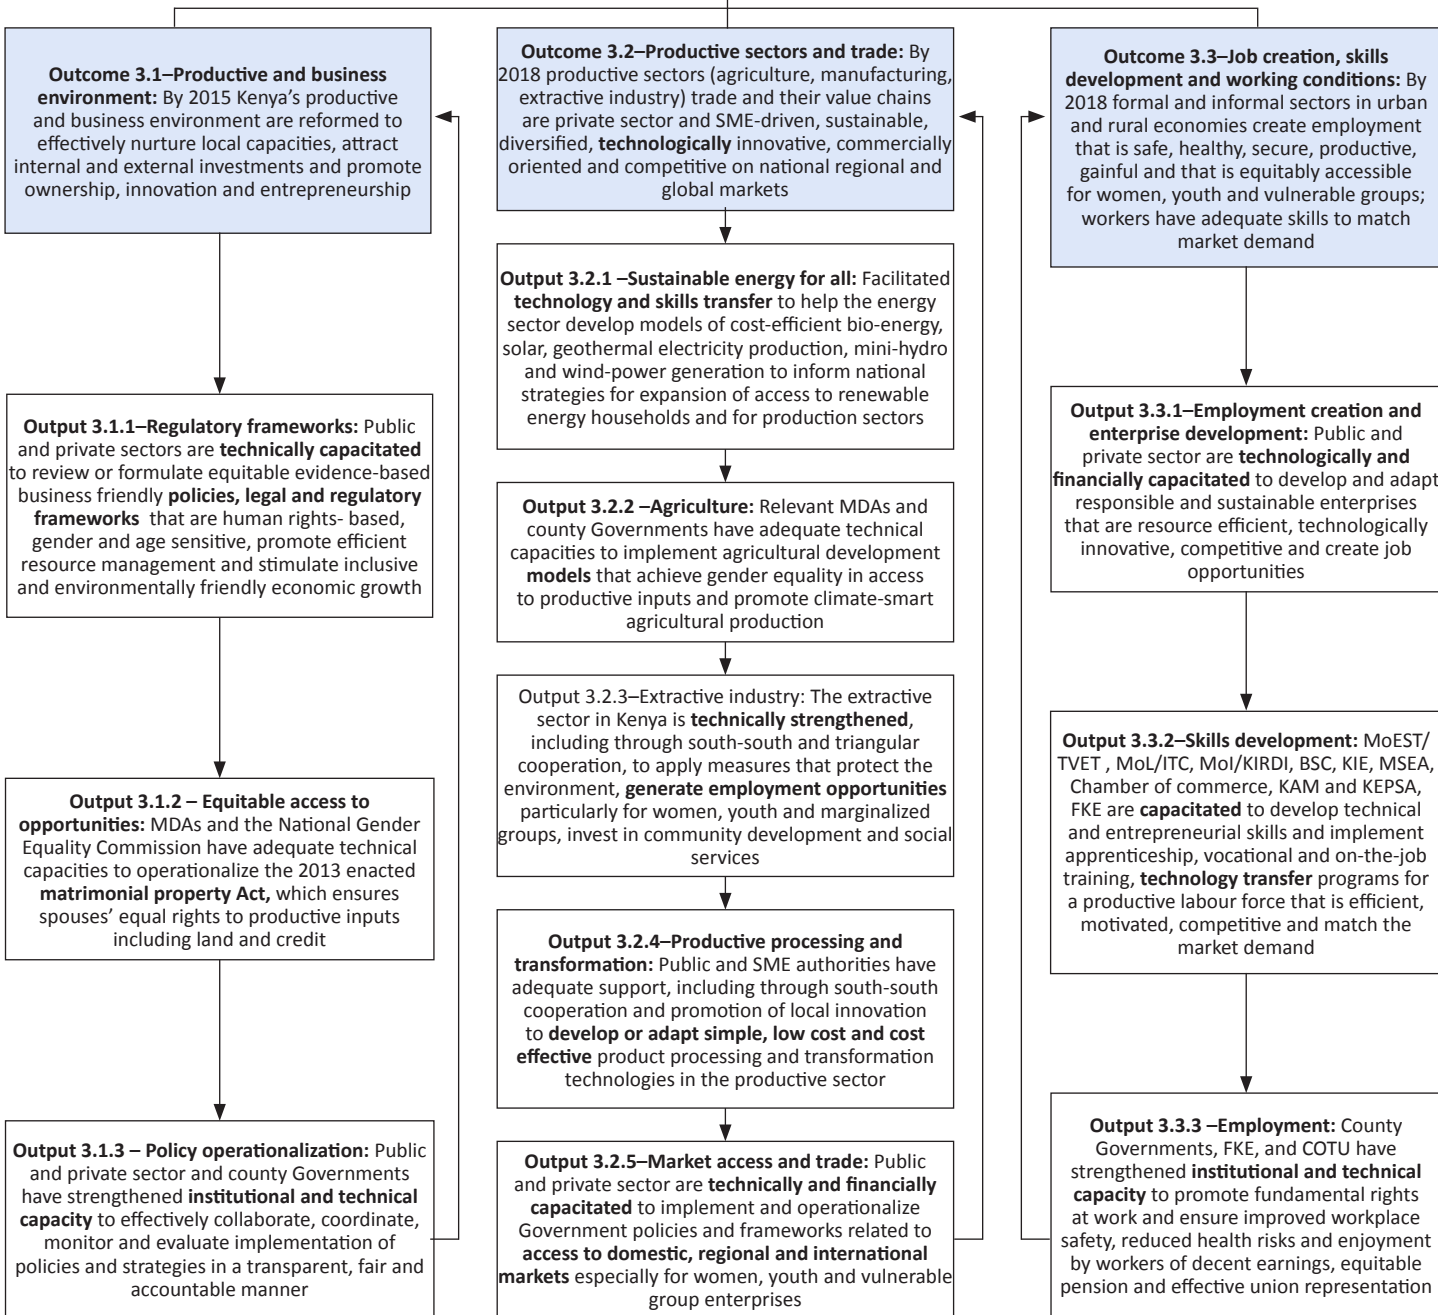 Outcome 3.1–Productive and business
environment: By 2015 Kenya's productive
and business environment are reformed to
effectively nurture local capacities, attract
internal and external investments and promote
ownership, innovation and entrepreneurship
Output 3.1.1–Regulatory frameworks: Public
and private sectors are technically capacitated
to review or formulate equitable evidence-based
business friendly policies, legal and regulatory
frameworks that are human rights- based,
gender and age sensitive, promote efficient
resource management and stimulate inclusive
and environmentally friendly economic growth
Output 3.1.2 – Equitable access to
opportunities: MDAs and the National Gender
Equality Commission have adequate technical
capacities to operationalize the 2013 enacted
matrimonial property Act, which ensures
spouses' equal rights to productive inputs
including land and credit
Output 3.1.3 – Policy operationalization: Public
and private sector and county Governments
have strengthened institutional and technical
capacity to effectively collaborate, coordinate,
monitor and evaluate implementation of
policies and strategies in a transparent, fair and
accountable manner
Outcome 3.2–Productive sectors and trade: By
2018 productive sectors (agriculture, manufacturing,
extractive industry) trade and their value chains
are private sector and SME-driven, sustainable,
diversified, technologically innovative, commercially
oriented and competitive on national regional and
global markets
Output 3.2.1 –Sustainable energy for all: Facilitated
technology and skills transfer to help the energy
sector develop models of cost-efficient bio-energy,
solar, geothermal electricity production, mini-hydro
and wind-power generation to inform national
strategies for expansion of access to renewable
energy households and for production sectors
Output 3.2.2 –Agriculture: Relevant MDAs and
county Governments have adequate technical
capacities to implement agricultural development
models that achieve gender equality in access
to productive inputs and promote climate-smart
agricultural production
Output 3.2.3–Extractive industry: The extractive
sector in Kenya is technically strengthened,
including through south-south and triangular
cooperation, to apply measures that protect the
environment, generate employment opportunities
particularly for women, youth and marginalized
groups, invest in community development and social
services
Output 3.2.4–Productive processing and
transformation: Public and SME authorities have
adequate support, including through south-south
cooperation and promotion of local innovation
to develop or adapt simple, low cost and cost
effective product processing and transformation
technologies in the productive sector
Output 3.2.5–Market access and trade: Public
and private sector are technically and financially
capacitated to implement and operationalize
Government policies and frameworks related to
access to domestic, regional and international
markets especially for women, youth and vulnerable
group enterprises
Outcome 3.3–Job creation, skills
development and working conditions: By
2018 formal and informal sectors in urban
and rural economies create employment
that is safe, healthy, secure, productive,
gainful and that is equitably accessible
for women, youth and vulnerable groups;
workers have adequate skills to match
market demand
Output 3.3.1–Employment creation and
enterprise development: Public and
private sector are technologically and
financially capacitated to develop and adapt
responsible and sustainable enterprises
that are resource efficient, technologically
innovative, competitive and create job
opportunities
Output 3.3.2–Skills development: MoEST/
TVET , MoL/ITC, MoI/KIRDI, BSC, KIE, MSEA,
Chamber of commerce, KAM and KEPSA,
FKE are capacitated to develop technical
and entrepreneurial skills and implement
apprenticeship, vocational and on-the-job
training, technology transfer programs for
a productive labour force that is efficient,
motivated, competitive and match the
market demand
Output 3.3.3 –Employment: County
Governments, FKE, and COTU have
strengthened institutional and technical
capacity to promote fundamental rights
at work and ensure improved workplace
safety, reduced health risks and enjoyment
by workers of decent earnings, equitable
pension and effective union representation